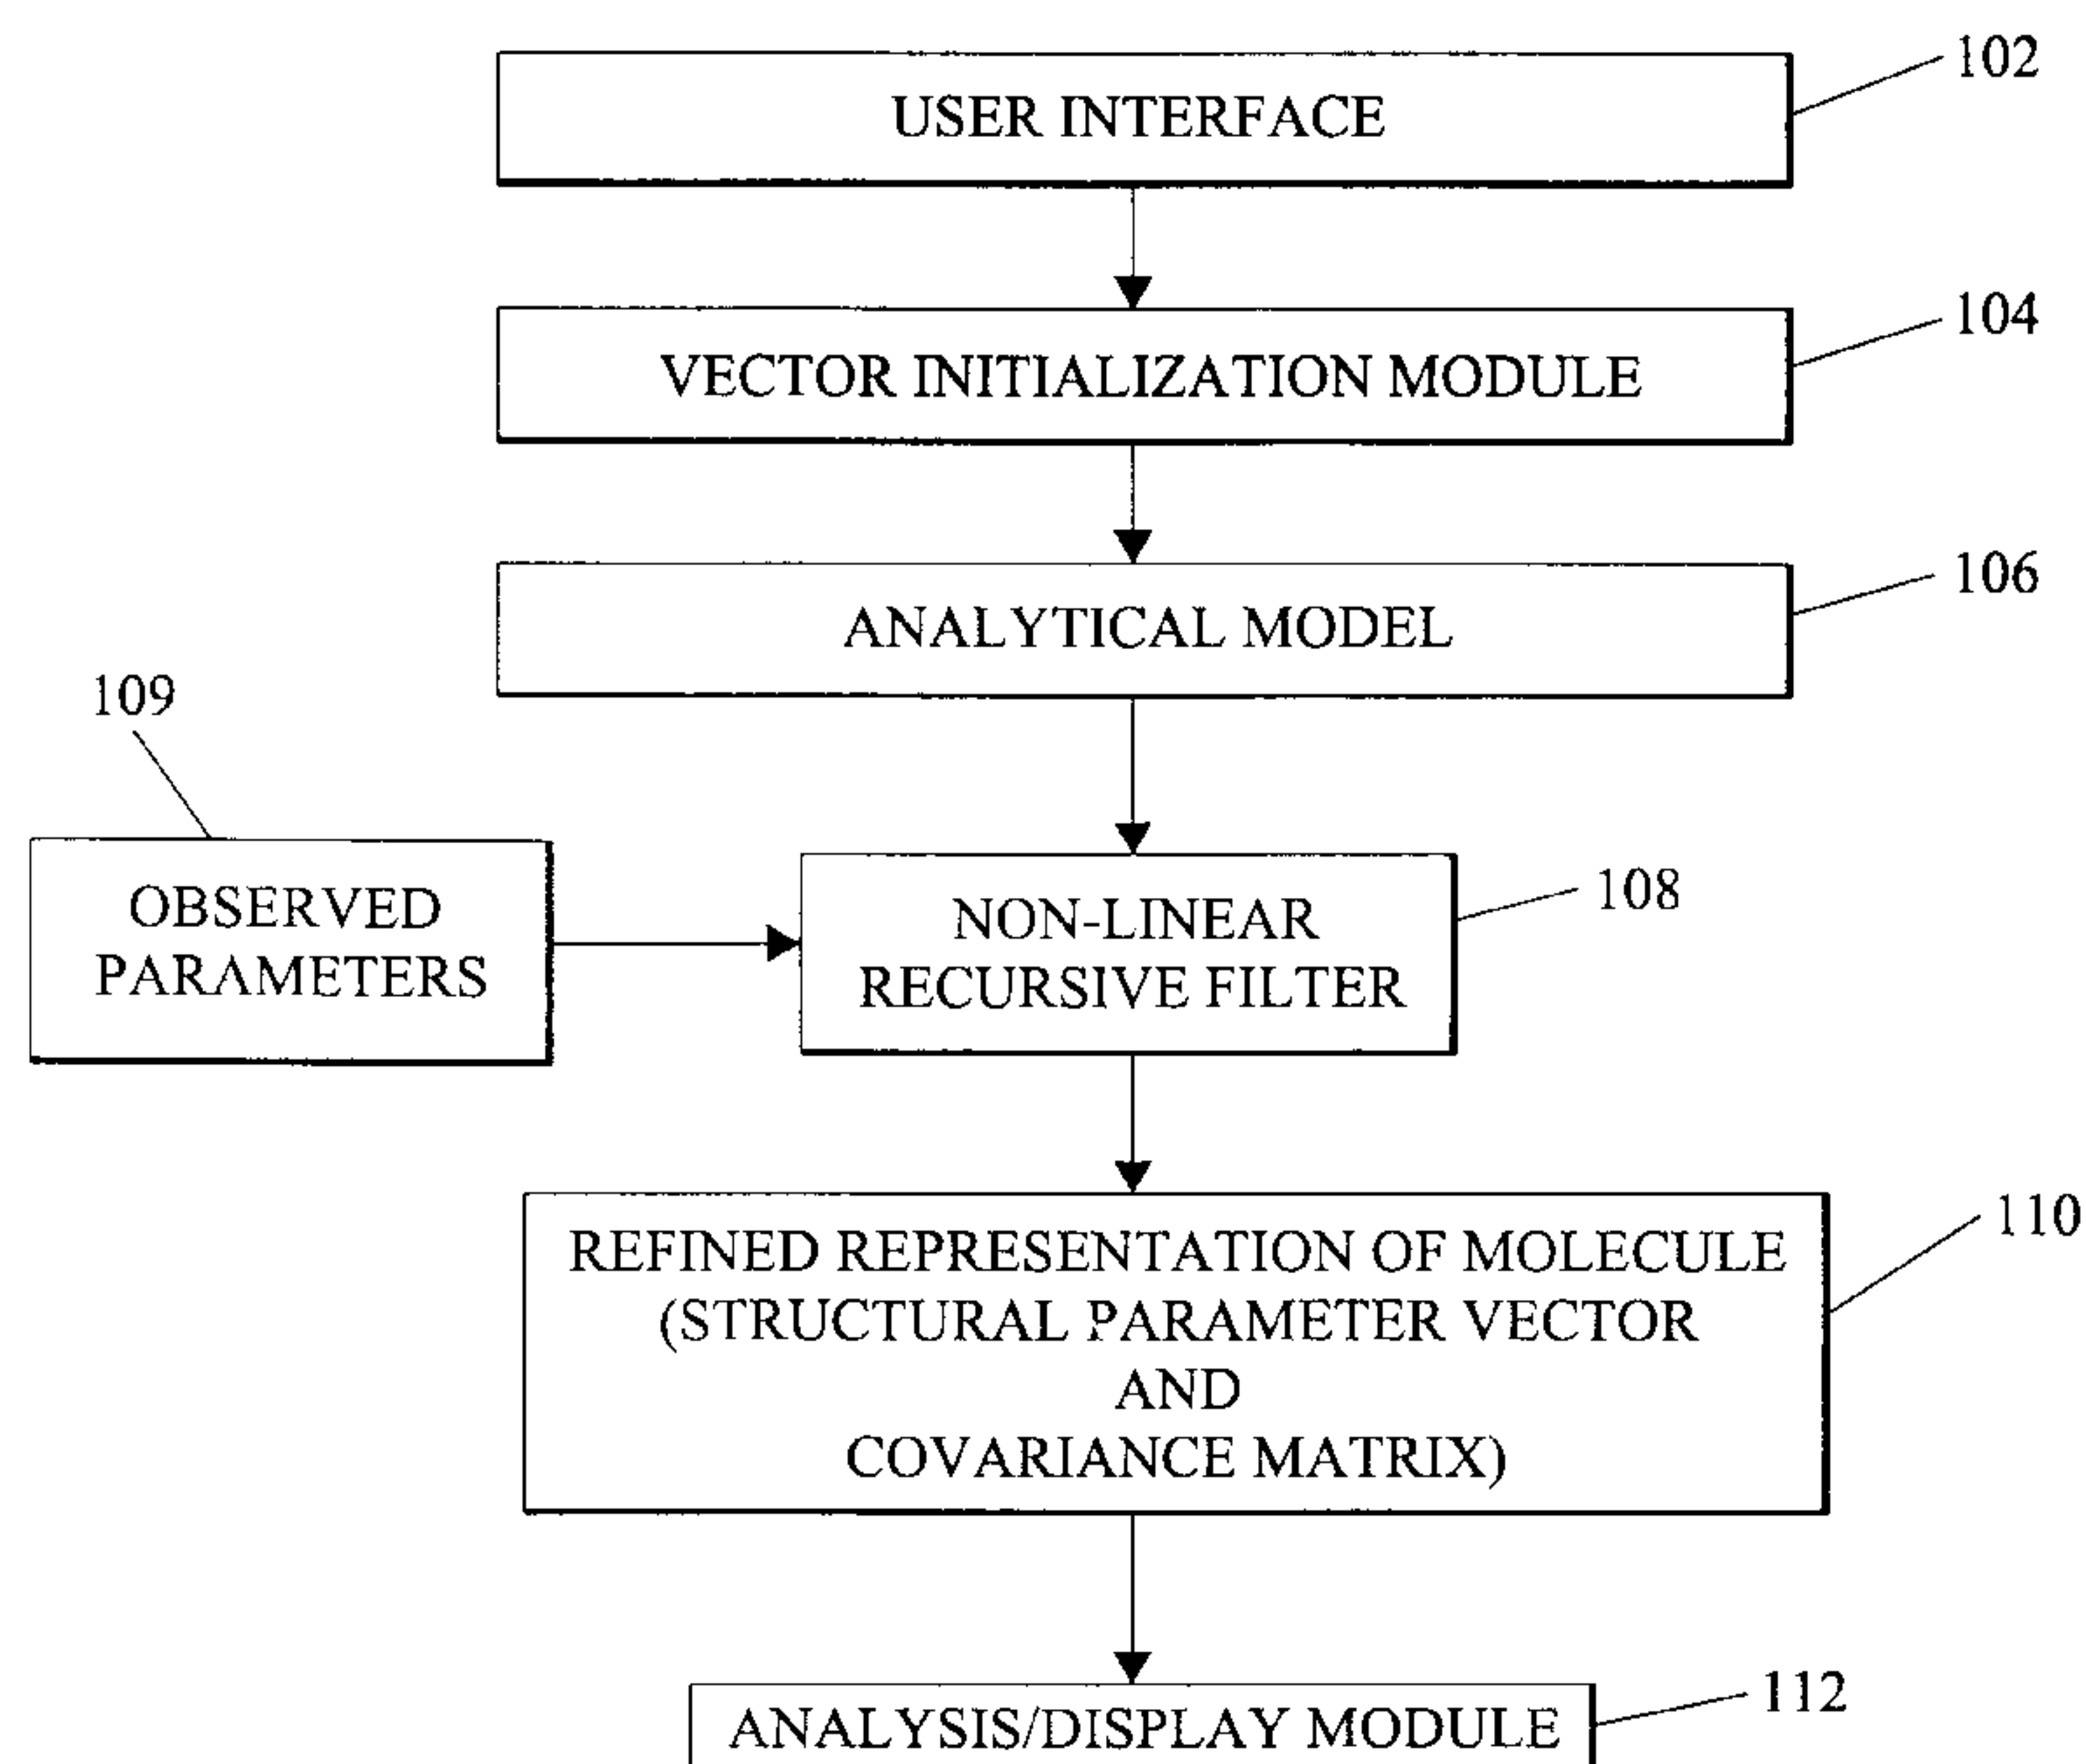 102
USER INTERFACE
104
VECTOR INITIALIZATION MODULE
106
ANALYTICAL MODEL
109
OBSERVED
PARAMETERS
108
NON-LINEAR
RECURSIVE FILTER
110
REFINED REPRESENTATION OF MOLECULE
(STRUCTURAL PARAMETER VECTOR
AND
COVARIANCE MATRIX)
112
ANALYSIS/DISPLAY MODULE